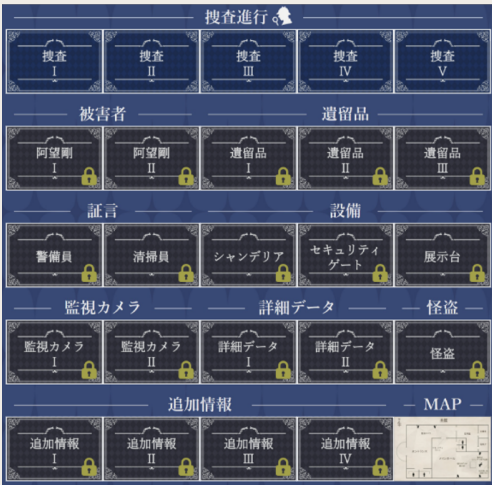 捜査進行
捜査
I
捜査
II
捜査
III
捜査
IV
捜査
V
被害者
遺留品
阿望剛
I
阿望剛
II
遺留品
I
遺留品
II
遺留品
III
証言
設備
警備員
清掃員
シャンデリア
セキュリティ
ゲート
展示台
監視カメラ
詳細データ
怪盗
監視カメラ
I
監視カメラ
II
詳細データ
I
詳細データ
II
怪盗
追加情報
MAP
追加情報
I
追加情報
II
追加情報
III
追加情報
IV